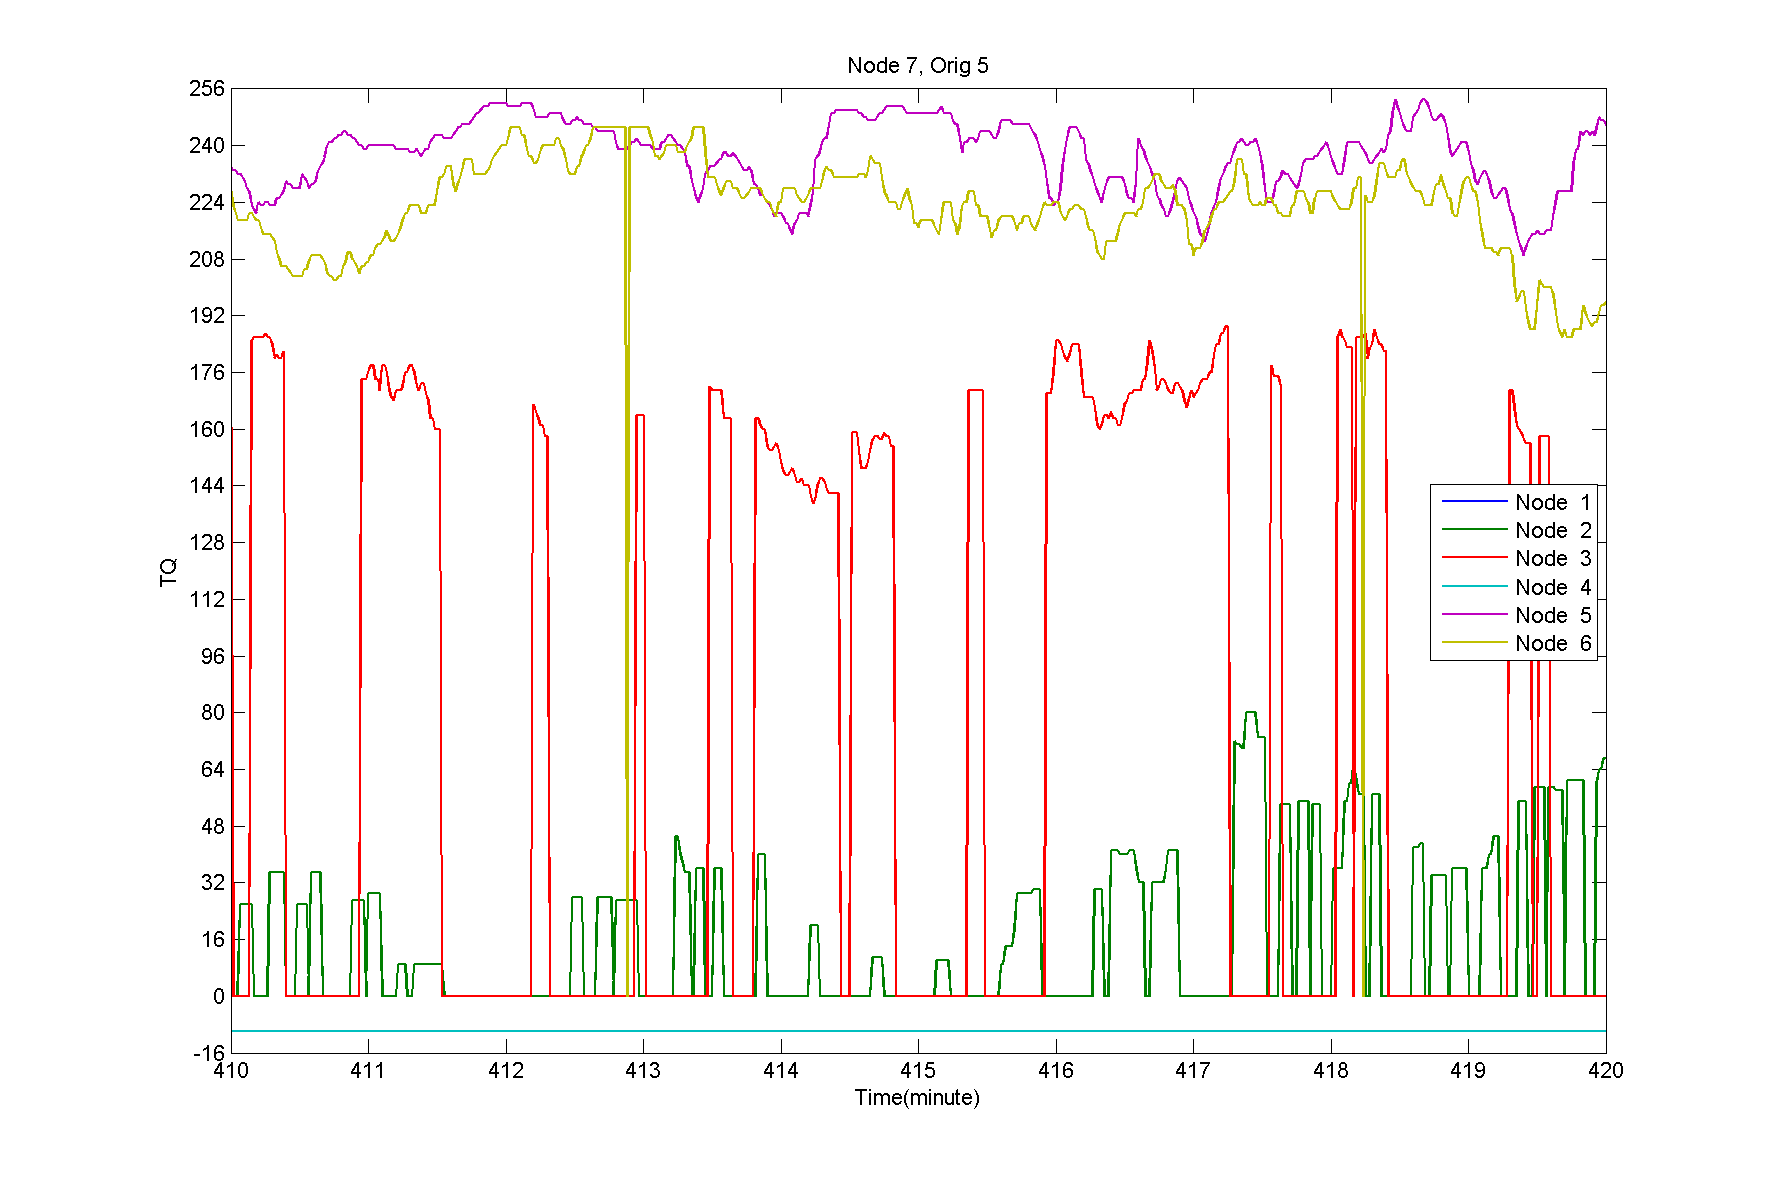 Node 7, Orig 5
256
240
224
208
192
176
160
144
128
112
96
80
64
48
32
16
0
-16
TQ
Node 1
Node 2
Node 3
Node 4
Node 5
Node 6
410 411 412 413 414 415 416 417 418 419 420
Time(minute)